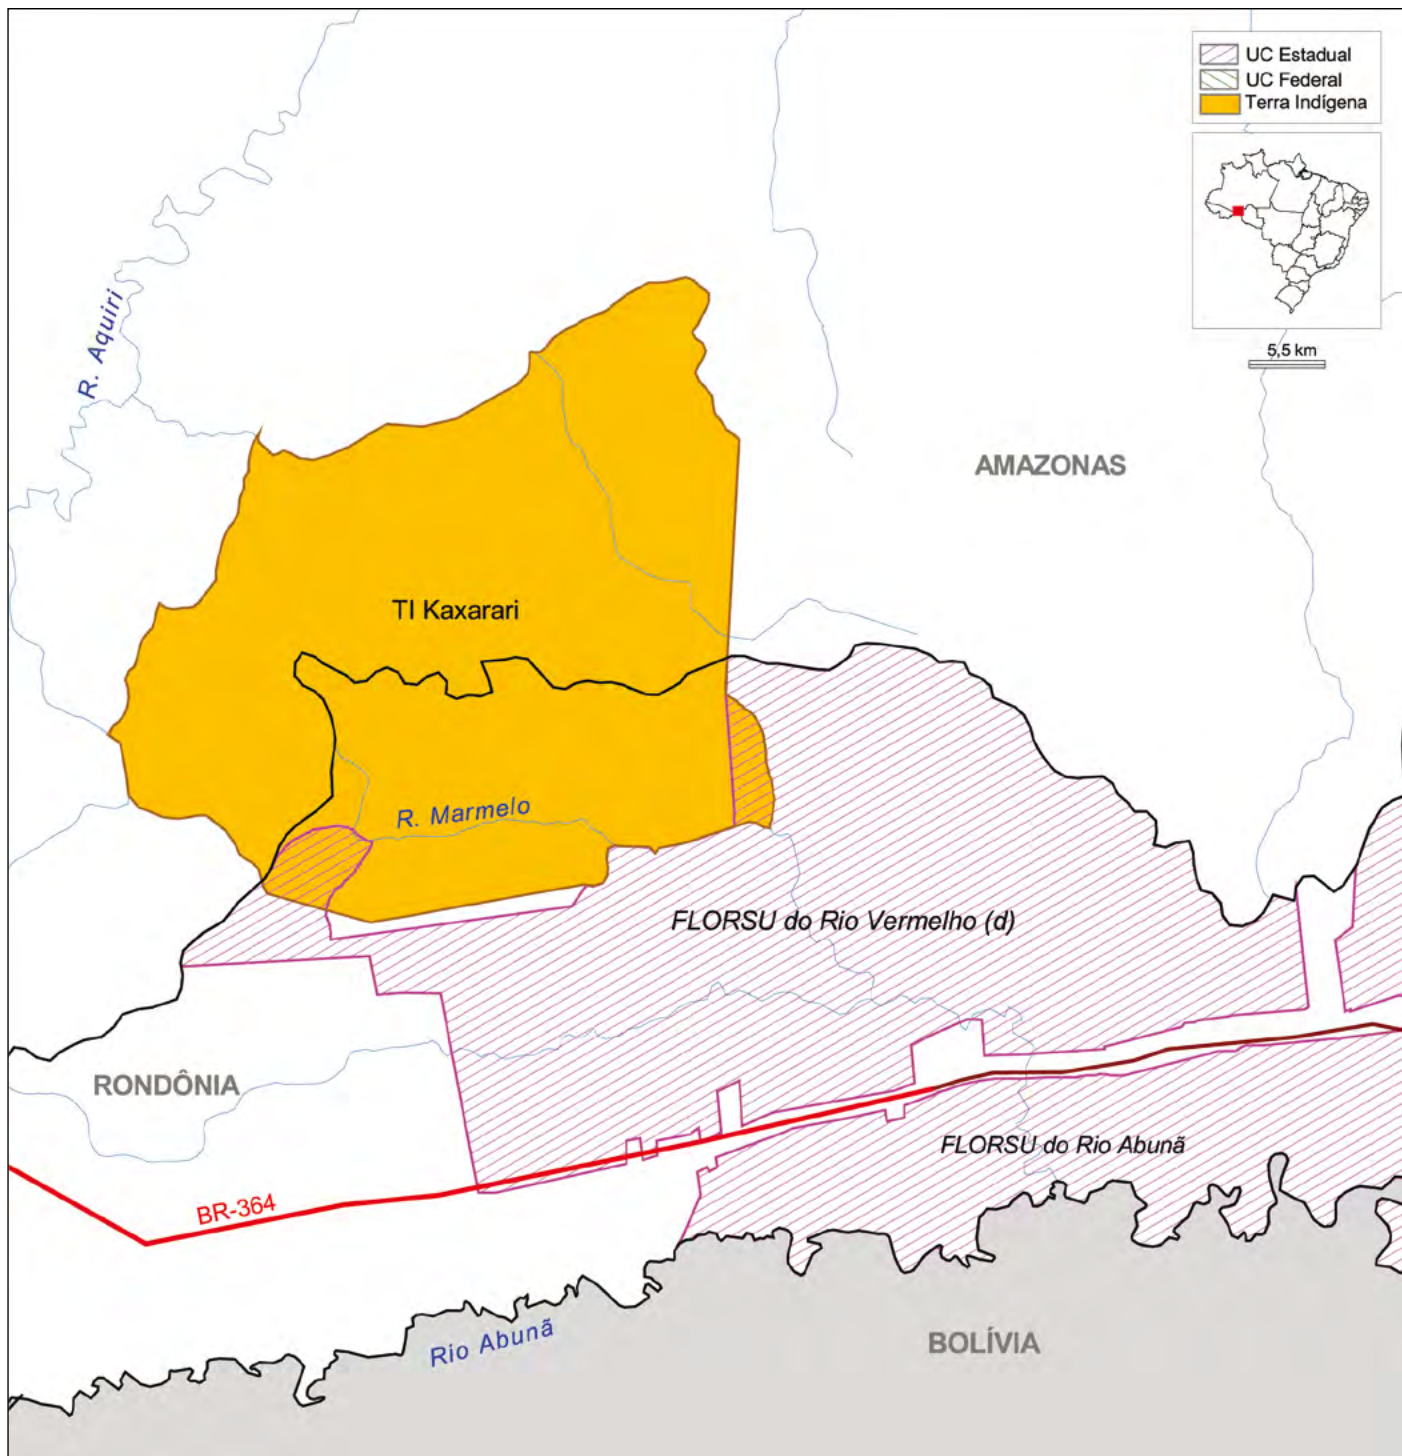 UC Estadual
UC Federal
Terra Indígena
5,5 km
R. Aquiri
AMAZONAS
TI Kaxarari
R. Marmelo
FLORSU do Rio Vermelho (d)
RONDÔNIA
FLORSU do Rio Abunã
BR-364
Rio Abunã
BOLÍVIA